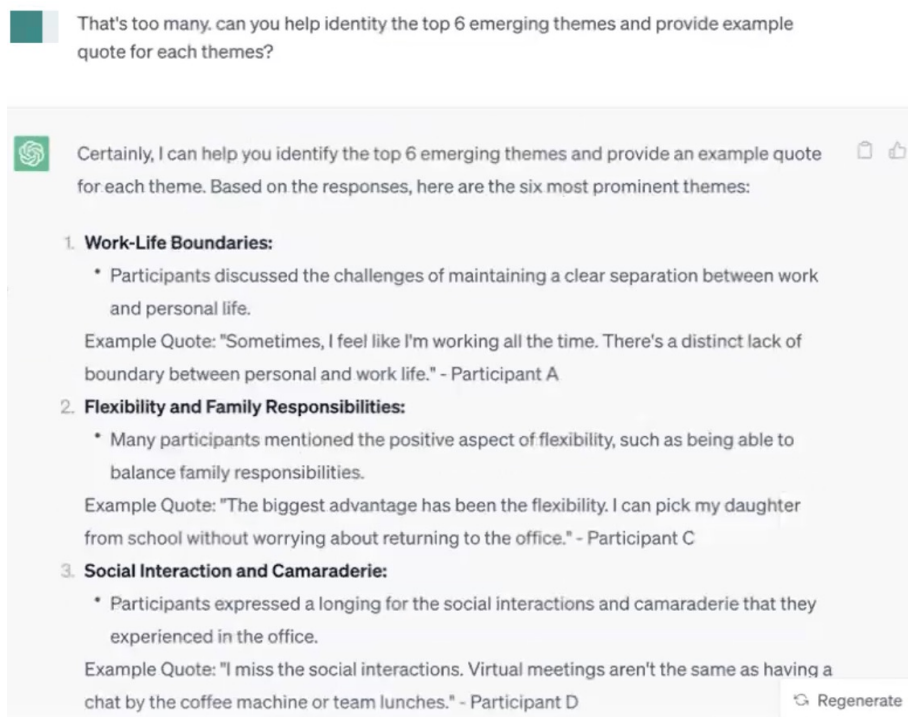 That's too many. can you help identity the top 6 emerging themes and provide example
quote for each themes?
Certainly, I can help you identify the top 6 emerging themes and provide an example quote
for each theme. Based on the responses, here are the six most prominent themes:
1. Work-Life Boundaries:
• Participants discussed the challenges of maintaining a clear separation between work
and personal life.
Example Quote: "Sometimes, I feel like I'm working all the time. There's a distinct lack of
boundary between personal and work life." - Participant A
2. Flexibility and Family Responsibilities:
• Many participants mentioned the positive aspect of flexibility, such as being able to
balance family responsibilities.
Example Quote: "The biggest advantage has been the flexibility. I can pick my daughter
from school without worrying about returning to the office." - Participant C
3. Social Interaction and Camaraderie:
• Participants expressed a longing for the social interactions and camaraderie that they
experienced in the office.
Example Quote: "I miss the social interactions. Virtual meetings aren't the same as having a
chat by the coffee machine or team lunches." - Participant D
Regenerate